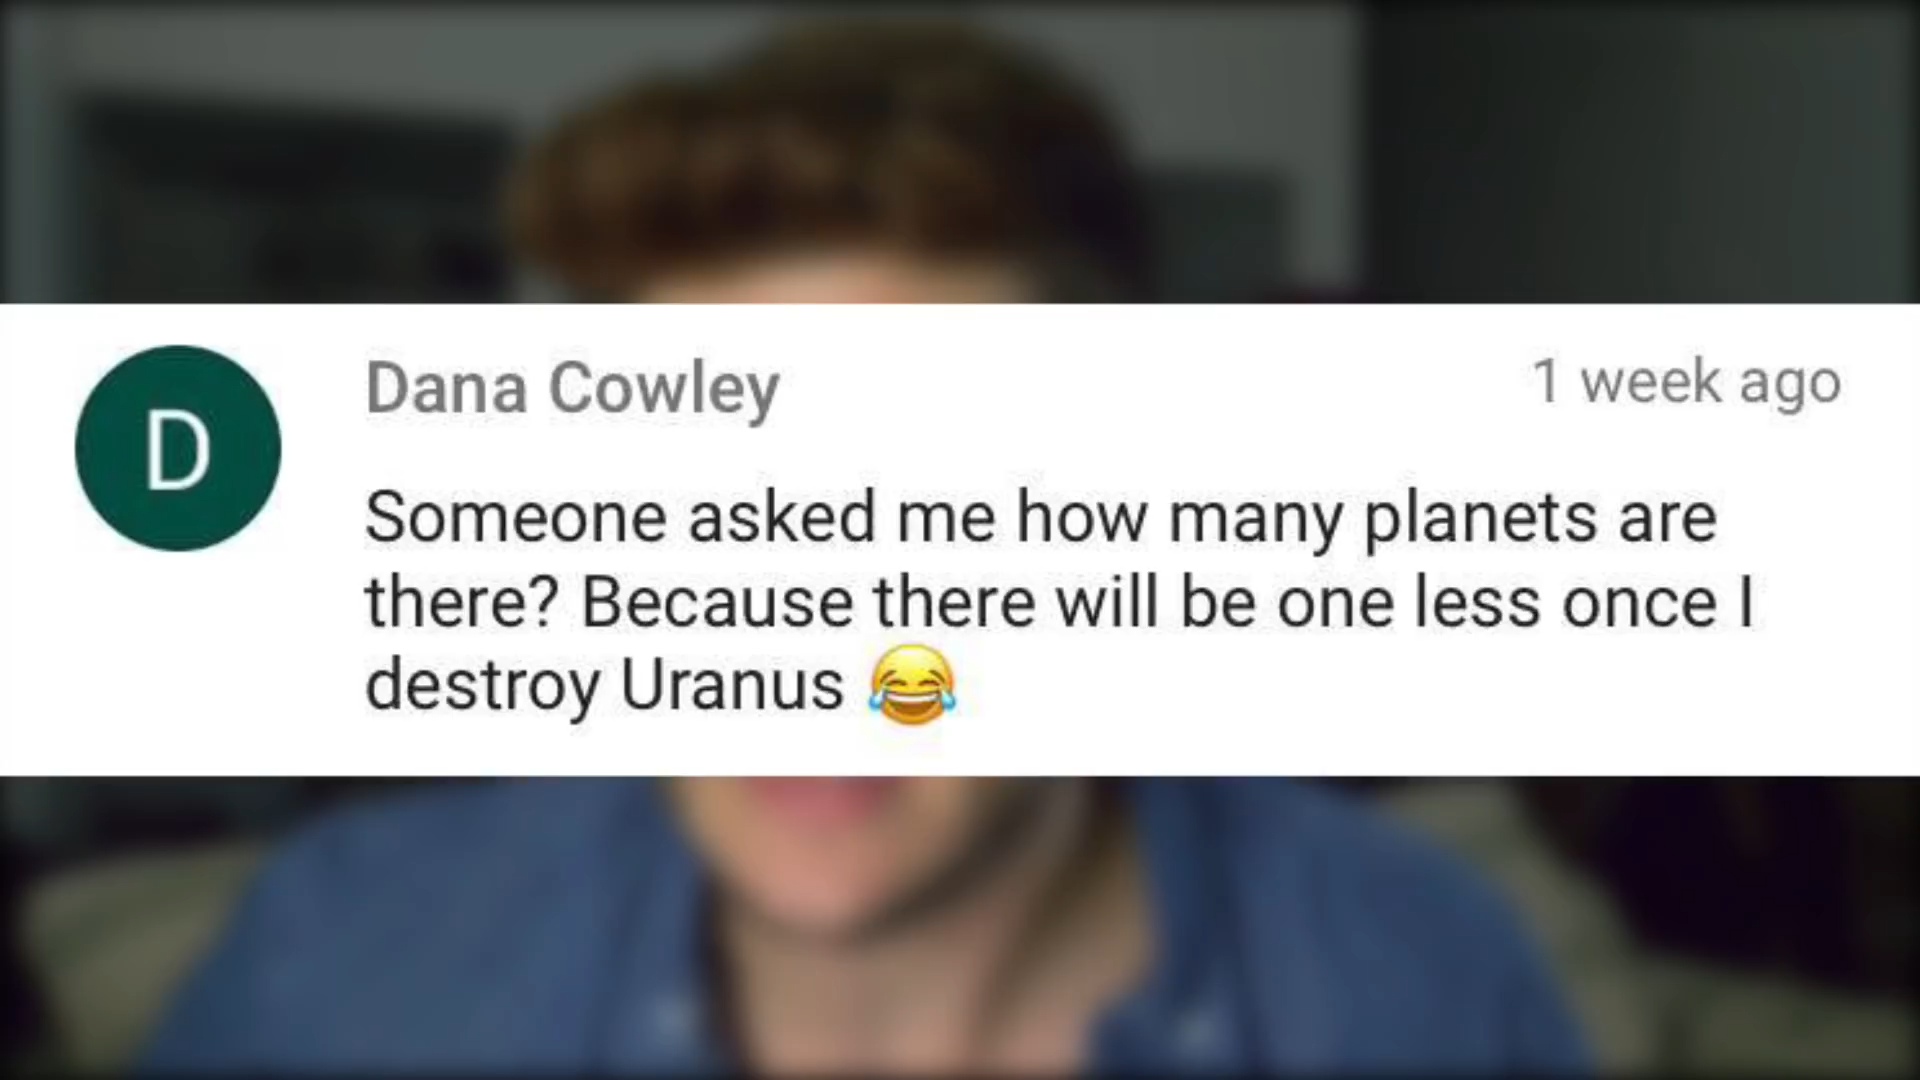 D
Dana Cowley
1 week ago
Someone asked me how many planets are
there? Because there will be one less once I
destroy Uranus 😂